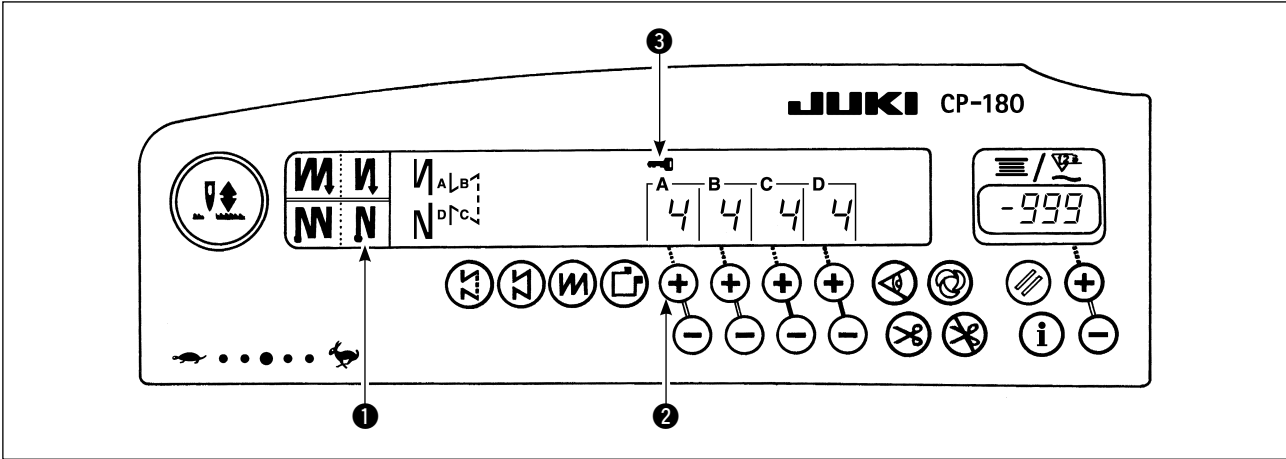 ❸
JUKI CP-180
A B C D
4 4 4 4
A B
D C
-999
+ + + + +
- - - - -
i
❶
❷